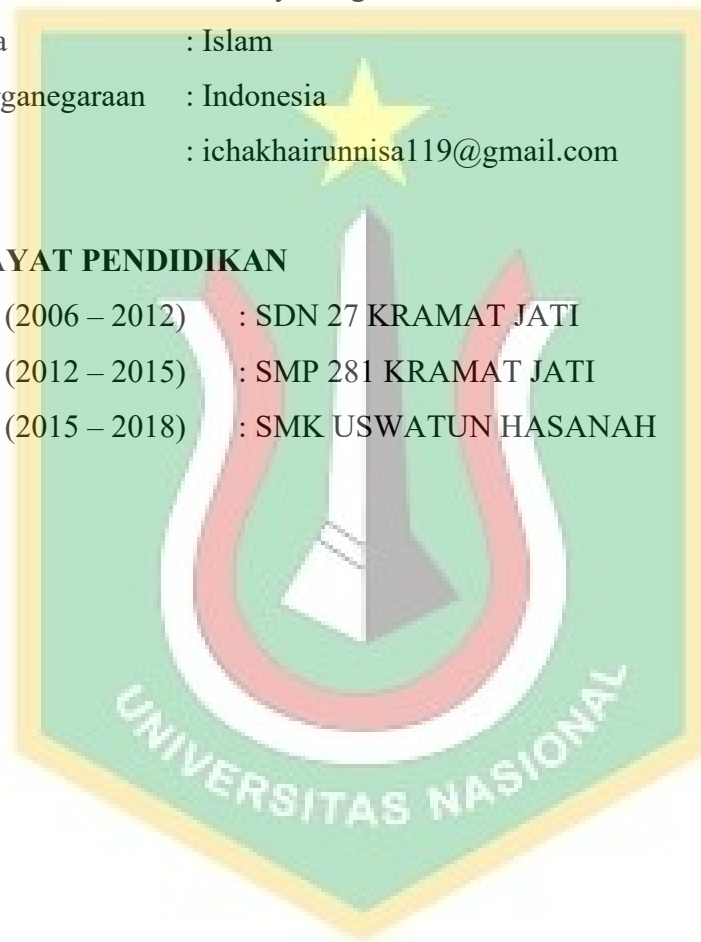 a : Islam
rganegaraan : Indonesia
: ichakhairunnisa119@gmail.com
AYAT PENDIDIKAN
(2006 – 2012) : SDN 27 KRAMAT JATI
(2012 – 2015) : SMP 281 KRAMAT JATI
(2015 – 2018) : SMK USWATUN HASANAH
UNIVERSITAS NASIONAL